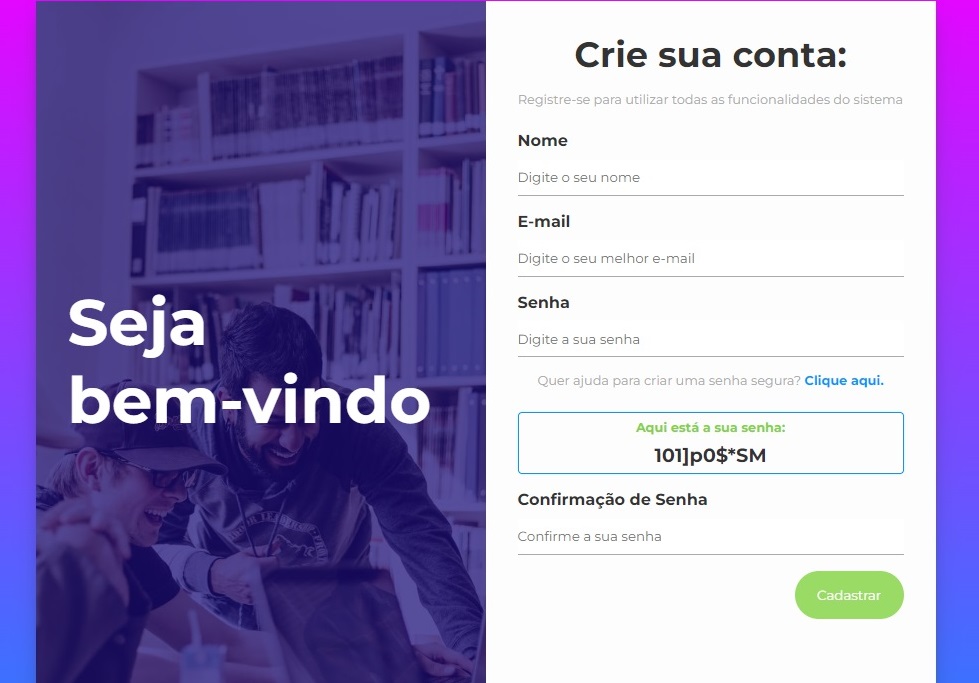 Seja
bem-vindo
Crie sua conta:
Registre-se para utilizar todas as funcionalidades do sistema
Nome
Digite o seu nome
E-mail
Digite o seu melhor e-mail
Senha
Digite a sua senha
Quer ajuda para criar uma senha segura? Clique aqui.
Aqui está a sua senha:
101]p0$*SM
Confirmação de Senha
Confirme a sua senha
Cadastrar